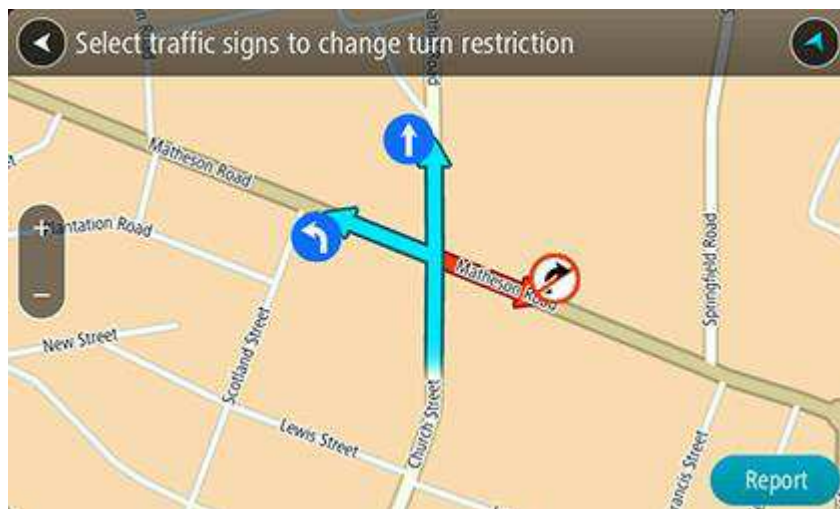 Select traffic signs to change turn restriction
Road
Matheson Road
Plantation Road
Matheson Road
Springfield Road
New Street
Scotland Street
Lewis Street
Church Street
Report